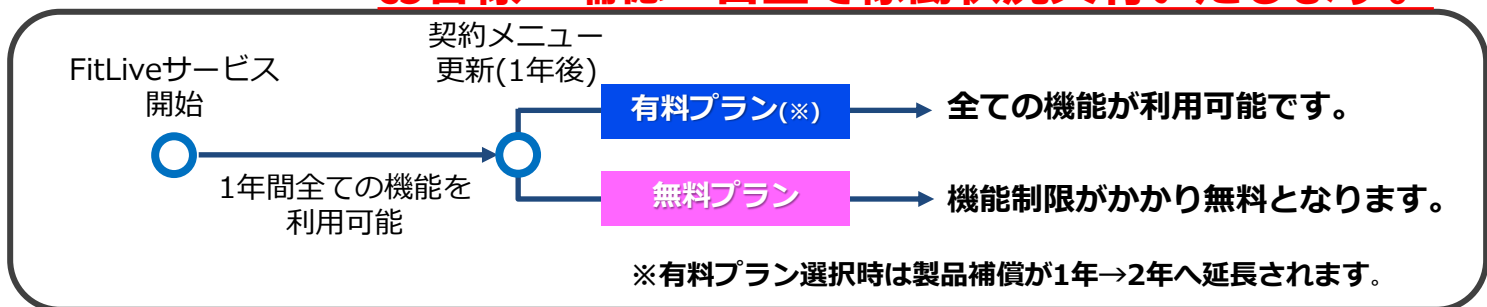 契約メニュー
更新(1年後)
FitLiveサービス
開始
有料プラン(※)
全ての機能が利用可能です。
1年間全ての機能を
利用可能
無料プラン
機能制限がかかり無料となります。
※有料プラン選択時は製品補償が1年→2年へ延長されます。